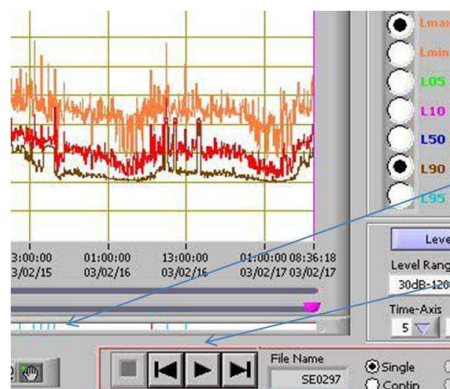 Lmax
Lmin
L05
L10
L50
L90
L95
3:00:00 01:00:00 13:00:00 01:00:00 08:36:18
3/02/15 03/02/16 03/02/16 03/02/17 03/02/17
Leve
Level Rang
30dB-120
Time-Axis
5
File Name
SE0297
Single
Contin